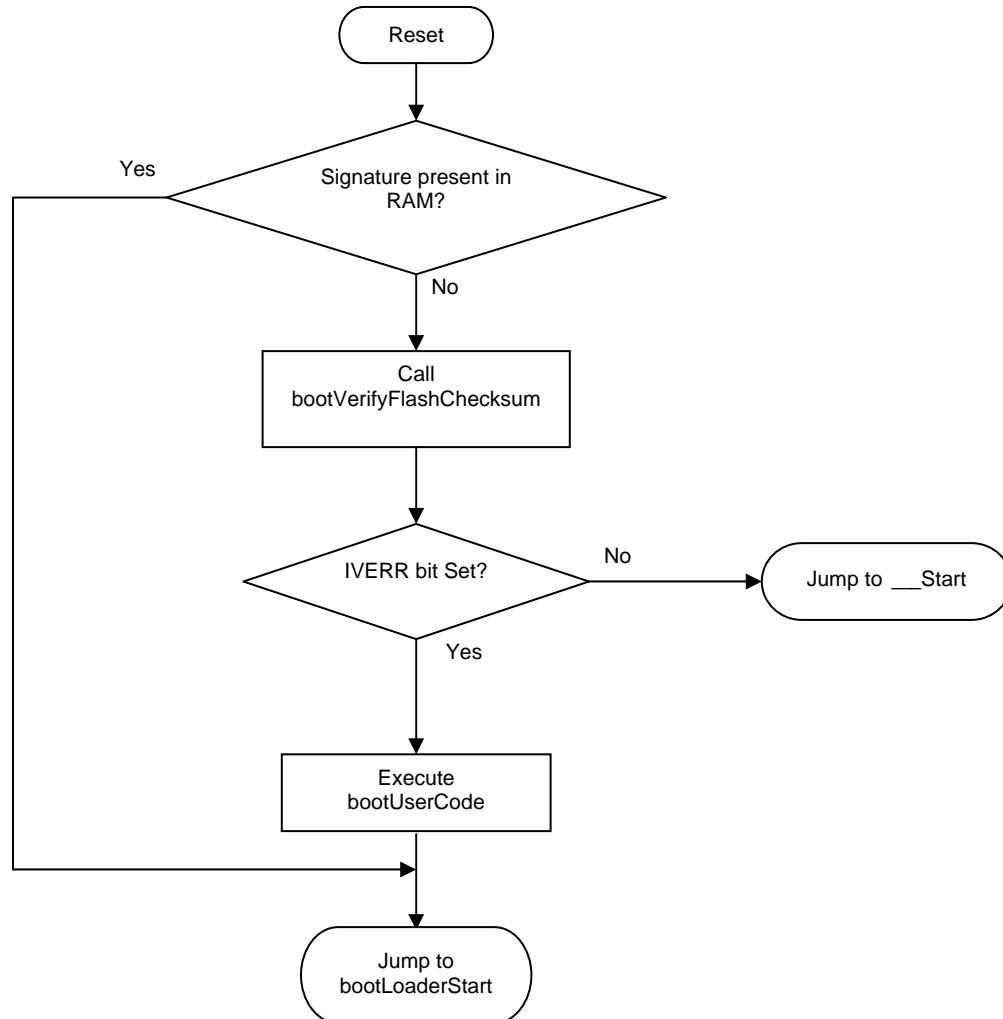 Reset
Yes
Signature present in
RAM?
No
Call
bootVerifyFlashChecksum
IVERR bit Set?
No
Jump to __Start
Yes
Execute
bootUserCode
Jump to
bootLoaderStart